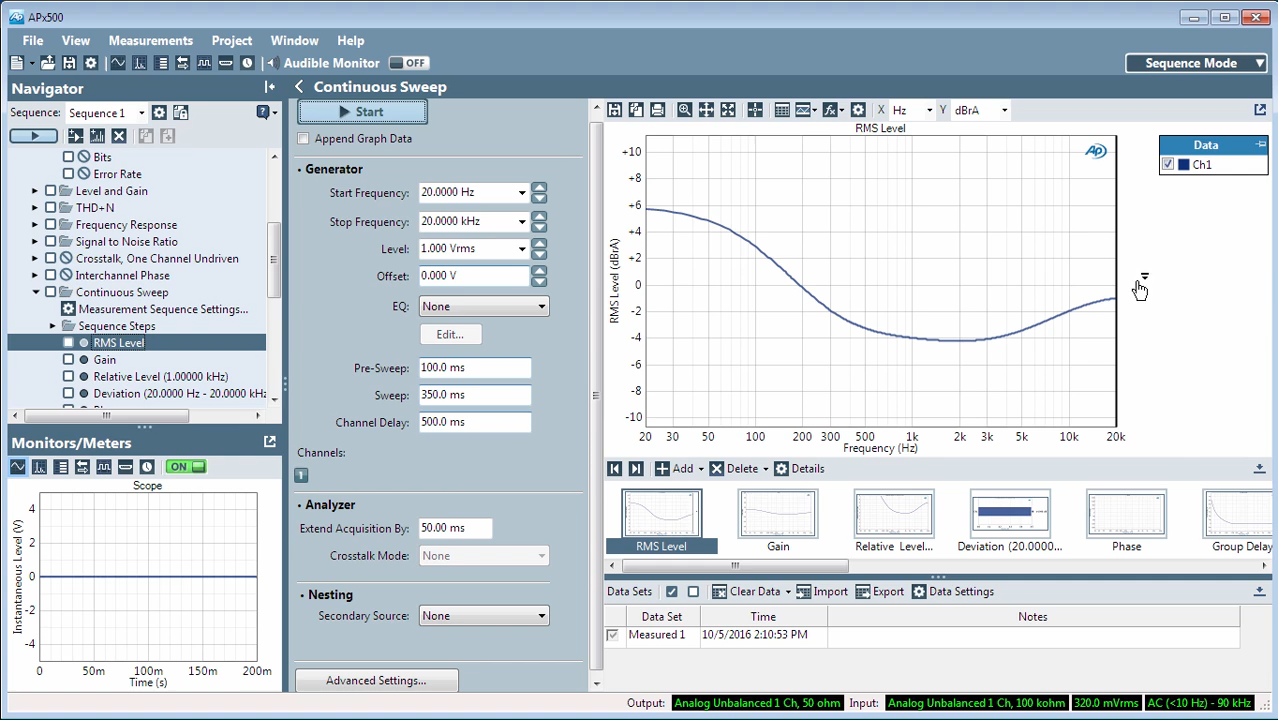 APx500
File View Measurements Project Window Help
Audible Monitor OFF
Sequence Mode
Navigator
Sequence: Sequence 1
Bits
Error Rate
Level and Gain
THD+N
Frequency Response
Signal to Noise Ratio
Crosstalk, One Channel Undriven
Interchannel Phase
Continuous Sweep
Measurement Sequence Settings...
Sequence Steps
RMS Level
Gain
Relative Level (1.00000 kHz)
Deviation (20.0000 Hz - 20.0000 kHz
Monitors/Meters
ON
Scope
Instantaneous Level (V)
4
2
0
-2
-4
0 50m 100m 150m 200m
Time (s)
Continuous Sweep
Start
Append Graph Data
Generator
Start Frequency: 20.0000 Hz
Stop Frequency: 20.0000 kHz
Level: 1.000 Vrms
Offset: 0.000 V
EQ: None
Edit...
Pre-Sweep: 100.0 ms
Sweep: 350.0 ms
Channel Delay: 500.0 ms
Channels:
1
Analyzer
Extend Acquisition By: 50.00 ms
Crosstalk Mode: None
Nesting
Secondary Source: None
Advanced Settings...
X Hz Y dBrA
RMS Level
AP
RMS Level (dBrA)
+10
+8
+6
+4
+2
0
-2
-4
-6
-8
-10
20 30 50 100 200 300 500 1k 2k 3k 5k 10k 20k
Frequency (Hz)
Data
Ch1
Add Delete Details
RMS Level Gain Relative Level... Deviation (20.0000... Phase Group Delay
Data Sets Clear Data Import Export Data Settings
Data Set Time Notes
Measured 1 10/5/2016 2:10:53 PM
Output: Analog Unbalanced 1 Ch, 50 ohm Input: Analog Unbalanced 1 Ch, 100 kohm 320.0 mVrms AC (<10 Hz) - 90 kHz